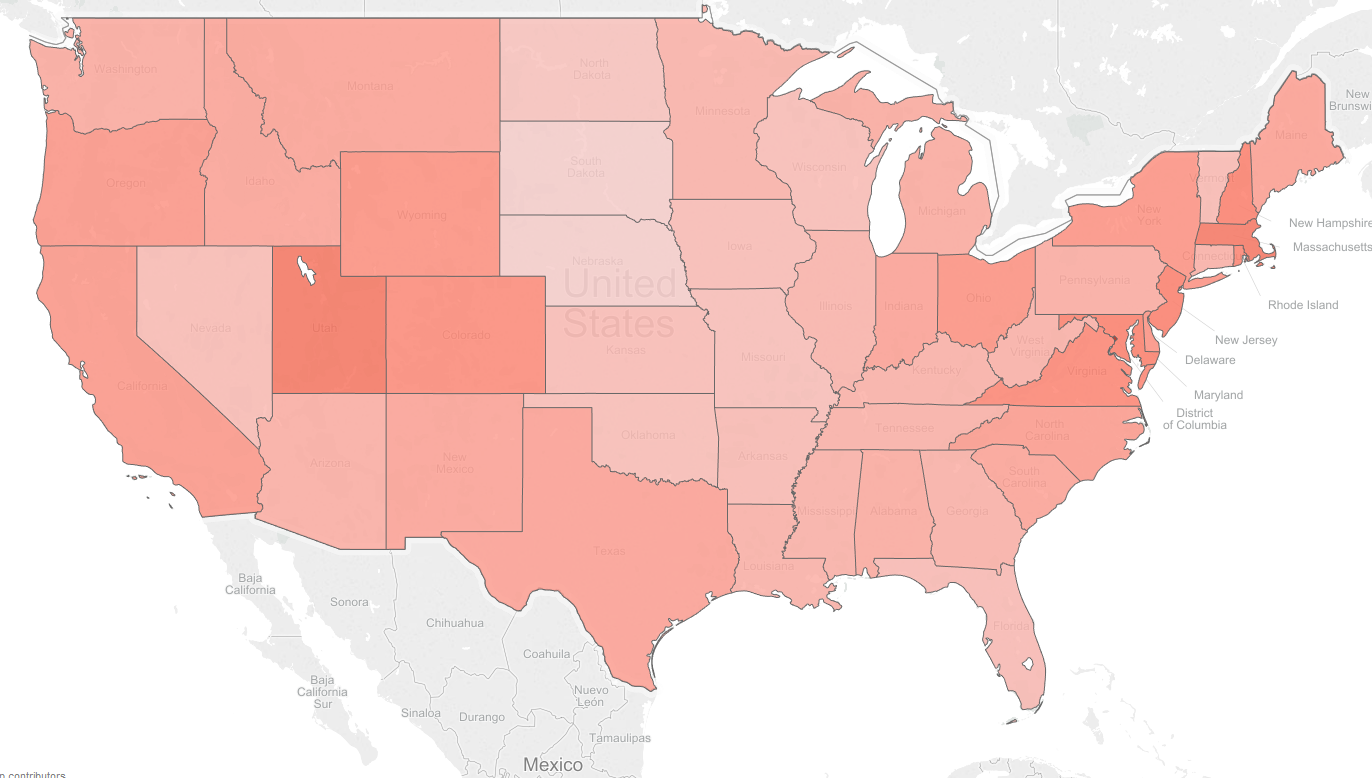 Washington
North
Dakota
Montana
Minnesota
New
Brunswi
Maine
South
Dakota
Wisconsin
Oregon
Idaho
Wyoming
Michigan
New
York
New Hampshire
Massachusetts
Iowa
Connectic
Nebraska
United
States
Pennsylvania
Rhode Island
Nevada
Utah
Colorado
Illinois
Indiana
Ohio
New Jersey
West
Virginia
Delaware
Kansas
Missouri
Kentucky
Virginia
California
Maryland
District
of Columbia
Oklahoma
Tennessee
North
Carolina
Arizona
New
Mexico
Arkansas
South
Carolina
Mississippi
Alabama
Georgia
Texas
Louisiana
Baja
California
Sonora
Chihuahua
Florida
Coahuila
Baja
California
Sur
Nuevo
León
Sinaloa
Durango
Tamaulipas
Mexico
contributors